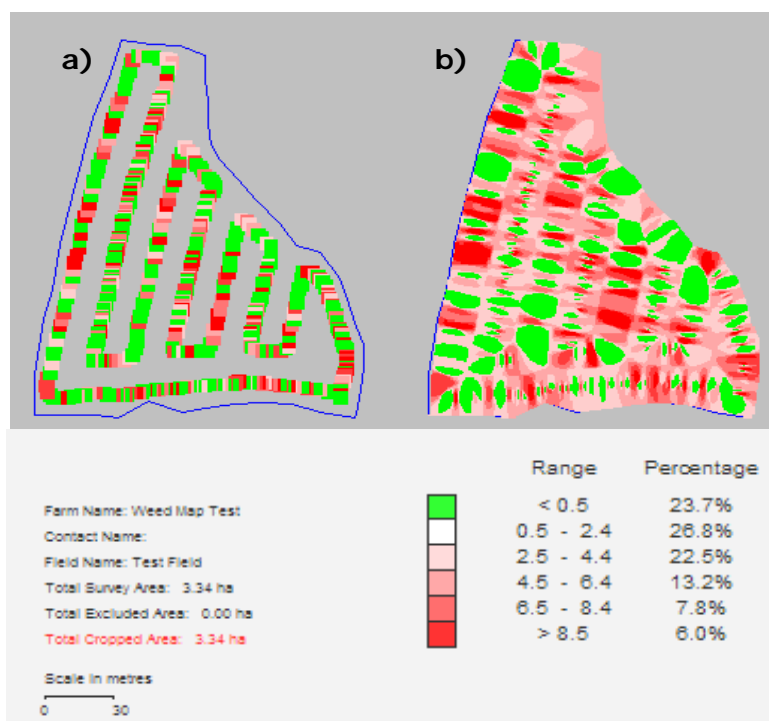 a)
b)
Range Percentage
< 0.5 23.7%
0.5 - 2.4 26.8%
2.5 - 4.4 22.5%
4.5 - 6.4 13.2%
6.5 - 8.4 7.8%
> 8.5 6.0%
Farm Name: Weed Map Test
Contact Name:
Field Name: Test Field
Total Survey Area: 3.34 ha
Total Excluded Area: 0.00 ha
Total Cropped Area: 3.34 ha
Scale in metres
0 30